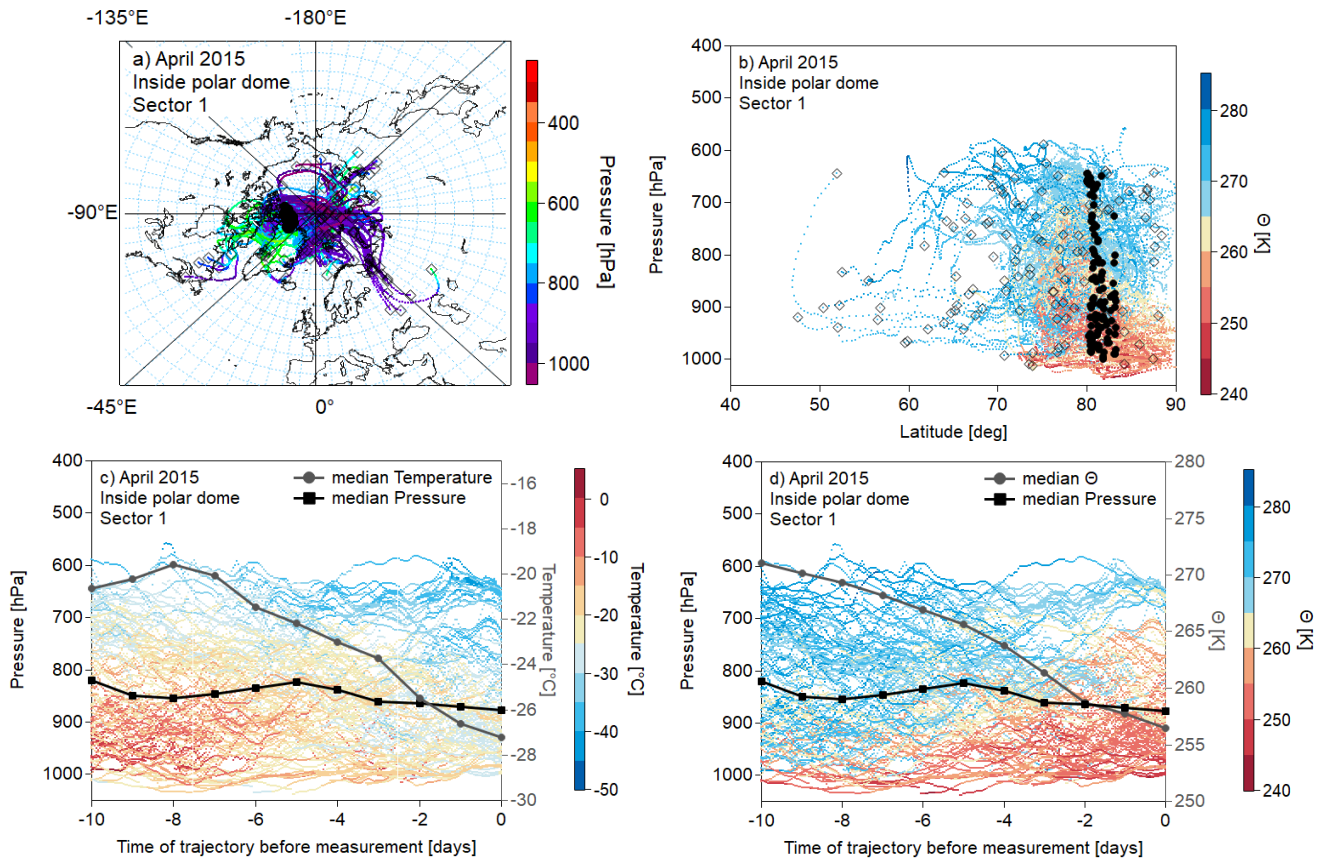 -135°E
-180°E
a) April 2015
Inside polar dome
Sector 1
-90°E
-45°E
0°
400
600
800
1000
Pressure [hPa]
b) April 2015
Inside polar dome
Sector 1
400
500
600
700
800
900
1000
Pressure [hPa]
40
50
60
70
80
90
Latitude [deg]
280
270
260
250
240
Θ [K]
c) April 2015
Inside polar dome
Sector 1
median Temperature
median Pressure
400
500
600
700
800
900
1000
Pressure [hPa]
-10
-8
-6
-4
-2
0
Time of trajectory before measurement [days]
-16
-18
-20
-22
-24
-26
-28
-30
Temperature [°C]
0
-10
-20
-30
-40
-50
Temperature [°C]
d) April 2015
Inside polar dome
Sector 1
median Θ
median Pressure
400
500
600
700
800
900
1000
Pressure [hPa]
-10
-8
-6
-4
-2
0
Time of trajectory before measurement [days]
280
275
270
265
260
255
250
Θ [K]
280
270
260
250
240
Θ [K]